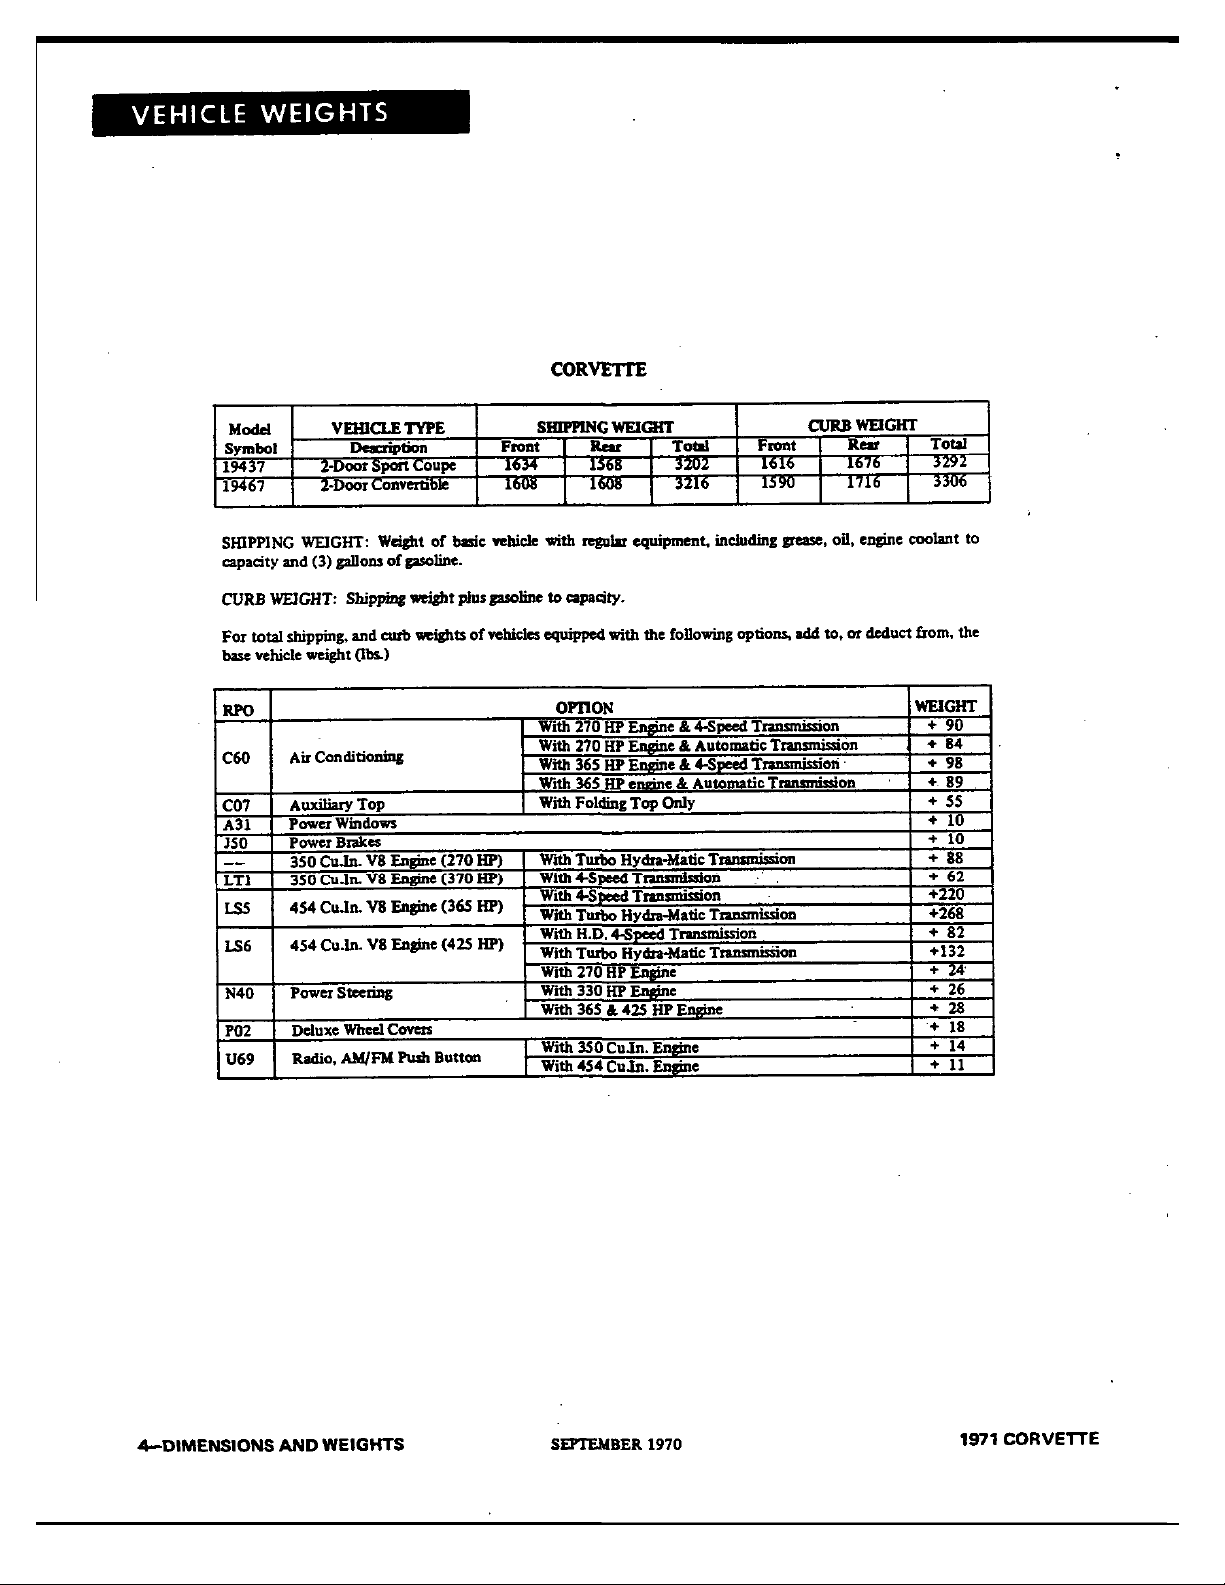 VEHICLE WEIGHTS
CORVETTE
Model Symbol VEHICLE TYPE SHIPPING WEIGHT CURB WEIGHT
Description Front Rear Total Front Rear Total
19437 2-Door Sport Coupe 1634 1568 3202 1616 1676 3292
19467 2-Door Convertible 1608 1608 3216 1590 1716 3306
SHIPPING WEIGHT: Weight of basic vehicle with regular equipment, including grease, oil, engine coolant to
capacity and (3) gallons of gasoline.
CURB WEIGHT: Shipping weight plus gasoline to capacity.
For total shipping, and curb weights of vehicles equipped with the following options, add to, or deduct from, the
base vehicle weight (lbs.)
RPO OPTION WEIGHT
C60 Air Conditioning With 270 HP Engine & 4-Speed Transmission + 90
With 270 HP Engine & Automatic Transmission + 84
With 365 HP Engine & 4-Speed Transmission + 98
With 365 HP engine & Automatic Transmission + 89
C07 Auxiliary Top With Folding Top Only + 55
A31 Power Windows + 10
J50 Power Brakes + 10
-- 350 Cu.In. V8 Engine (270 HP) With Turbo Hydra-Matic Transmission + 88
LT1 350 Cu.In. V8 Engine (370 HP) With 4-Speed Transmission + 62
LS5 454 Cu.In. V8 Engine (365 HP) With 4-Speed Transmission +220
With Turbo Hydra-Matic Transmission +268
LS6 454 Cu.In. V8 Engine (425 HP) With H.D. 4-Speed Transmission + 82
With Turbo Hydra-Matic Transmission +132
N40 Power Steering With 270 HP Engine + 24
With 330 HP Engine + 26
With 365 & 425 HP Engine + 28
P02 Deluxe Wheel Covers + 18
U69 Radio, AM/FM Push Button With 350 Cu.In. Engine + 14
With 454 Cu.In. Engine + 11
4—DIMENSIONS AND WEIGHTS SEPTEMBER 1970 1971 CORVETTE